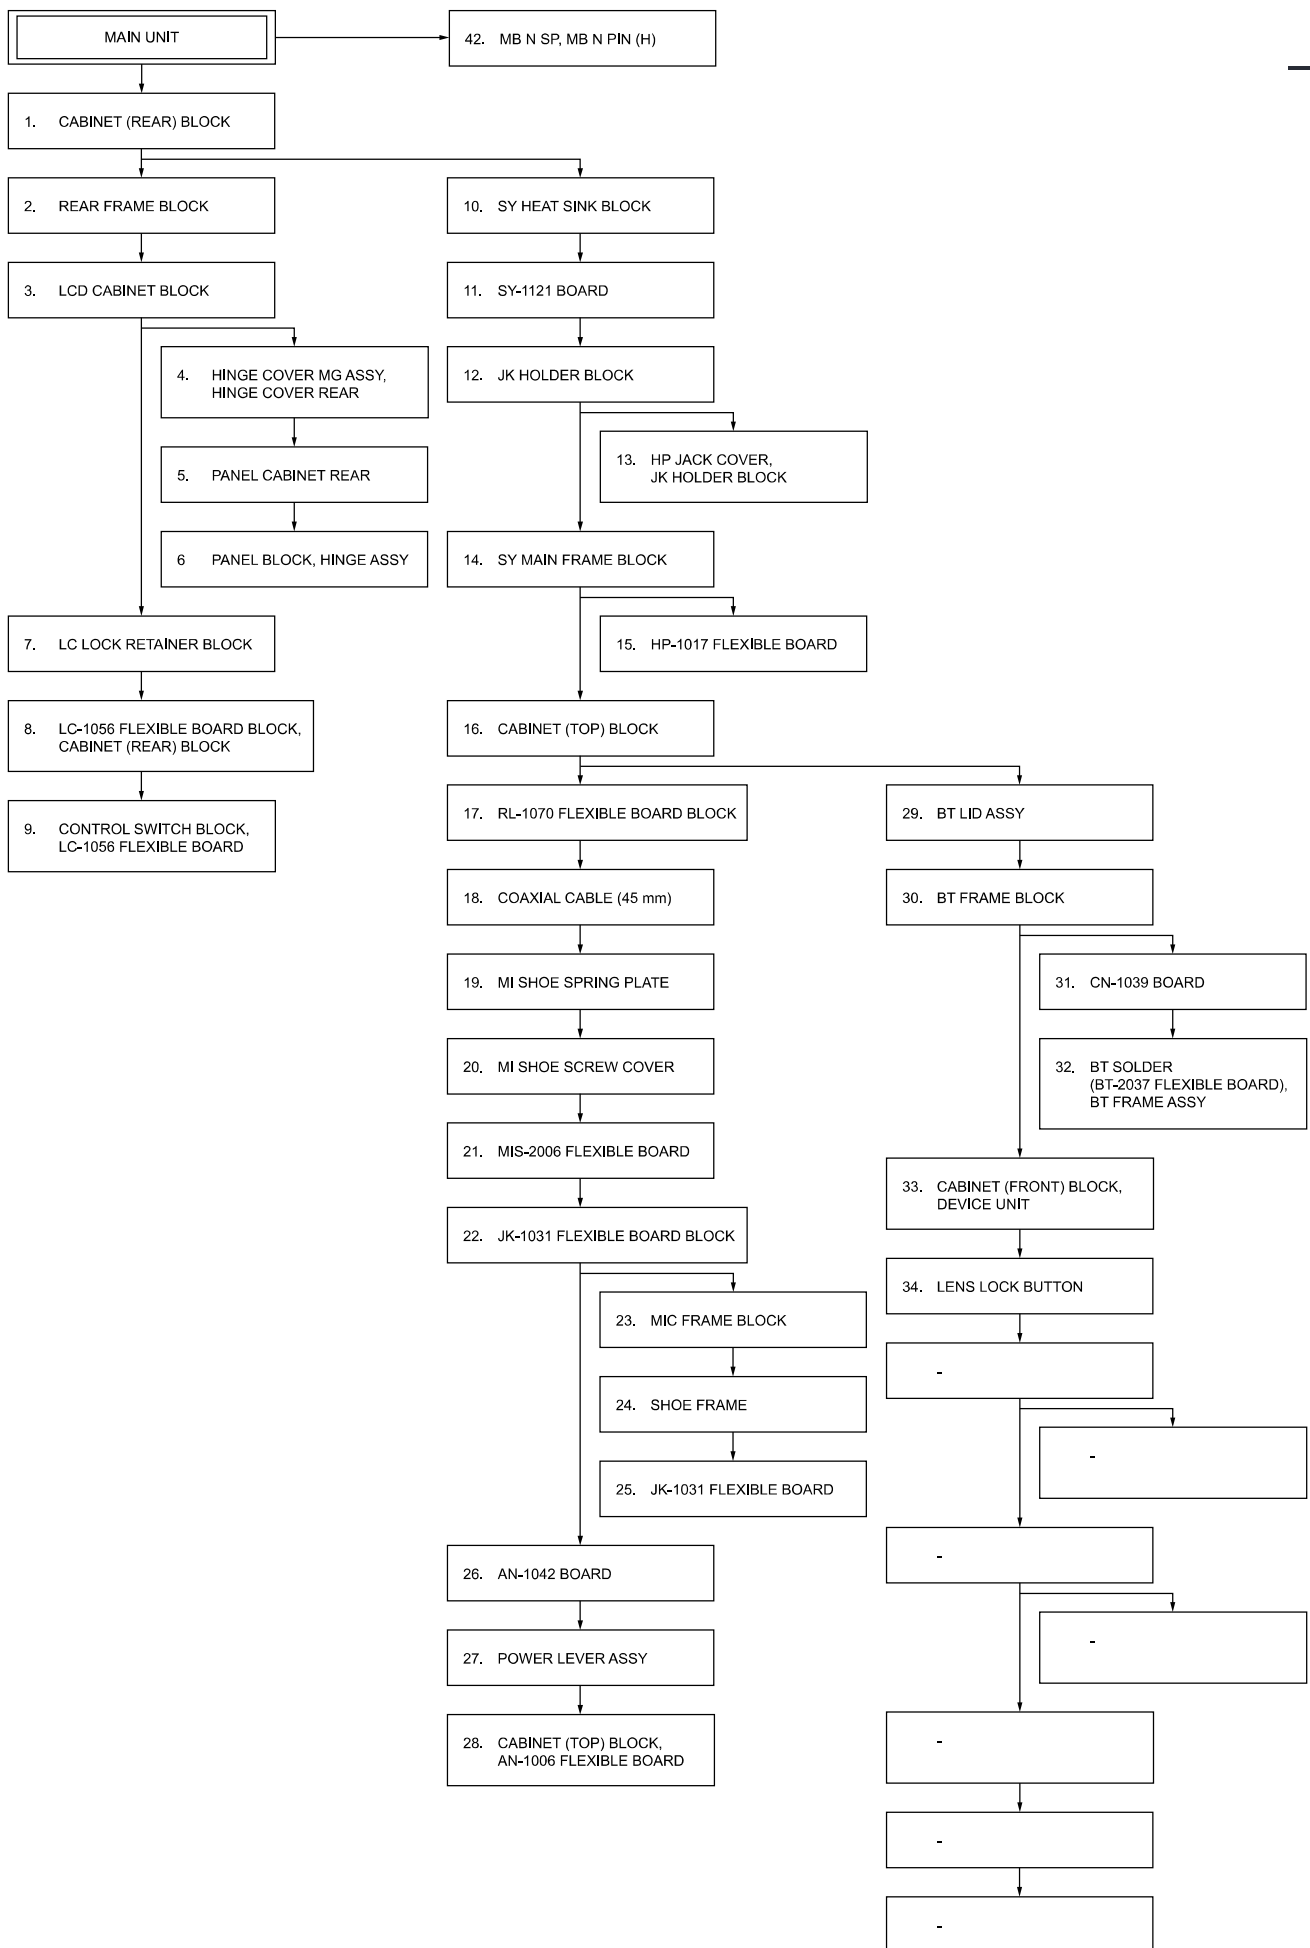 MAIN UNIT
42. MB N SP, MB N PIN (H)
1. CABINET (REAR) BLOCK
2. REAR FRAME BLOCK
3. LCD CABINET BLOCK
4. HINGE COVER MG ASSY,
HINGE COVER REAR
5. PANEL CABINET REAR
6 PANEL BLOCK, HINGE ASSY
7. LC LOCK RETAINER BLOCK
8. LC-1056 FLEXIBLE BOARD BLOCK,
CABINET (REAR) BLOCK
9. CONTROL SWITCH BLOCK,
LC-1056 FLEXIBLE BOARD
10. SY HEAT SINK BLOCK
11. SY-1121 BOARD
12. JK HOLDER BLOCK
13. HP JACK COVER,
JK HOLDER BLOCK
14. SY MAIN FRAME BLOCK
15. HP-1017 FLEXIBLE BOARD
16. CABINET (TOP) BLOCK
17. RL-1070 FLEXIBLE BOARD BLOCK
18. COAXIAL CABLE (45 mm)
19. MI SHOE SPRING PLATE
20. MI SHOE SCREW COVER
21. MIS-2006 FLEXIBLE BOARD
22. JK-1031 FLEXIBLE BOARD BLOCK
23. MIC FRAME BLOCK
24. SHOE FRAME
25. JK-1031 FLEXIBLE BOARD
26. AN-1042 BOARD
27. POWER LEVER ASSY
28. CABINET (TOP) BLOCK,
AN-1006 FLEXIBLE BOARD
29. BT LID ASSY
30. BT FRAME BLOCK
31. CN-1039 BOARD
32. BT SOLDER
(BT-2037 FLEXIBLE BOARD),
BT FRAME ASSY
33. CABINET (FRONT) BLOCK,
DEVICE UNIT
34. LENS LOCK BUTTON
-
-
-
-
-
-
-